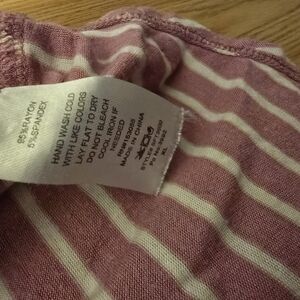 95%RAYON
5%SPANDEX
HAND WASH COLD
WITH LIKE COLORS
LAY FLAT TO DRY
DO NOT BLEACH
COOL IRON IF
NEEDED
MADE IN CHINA
XL